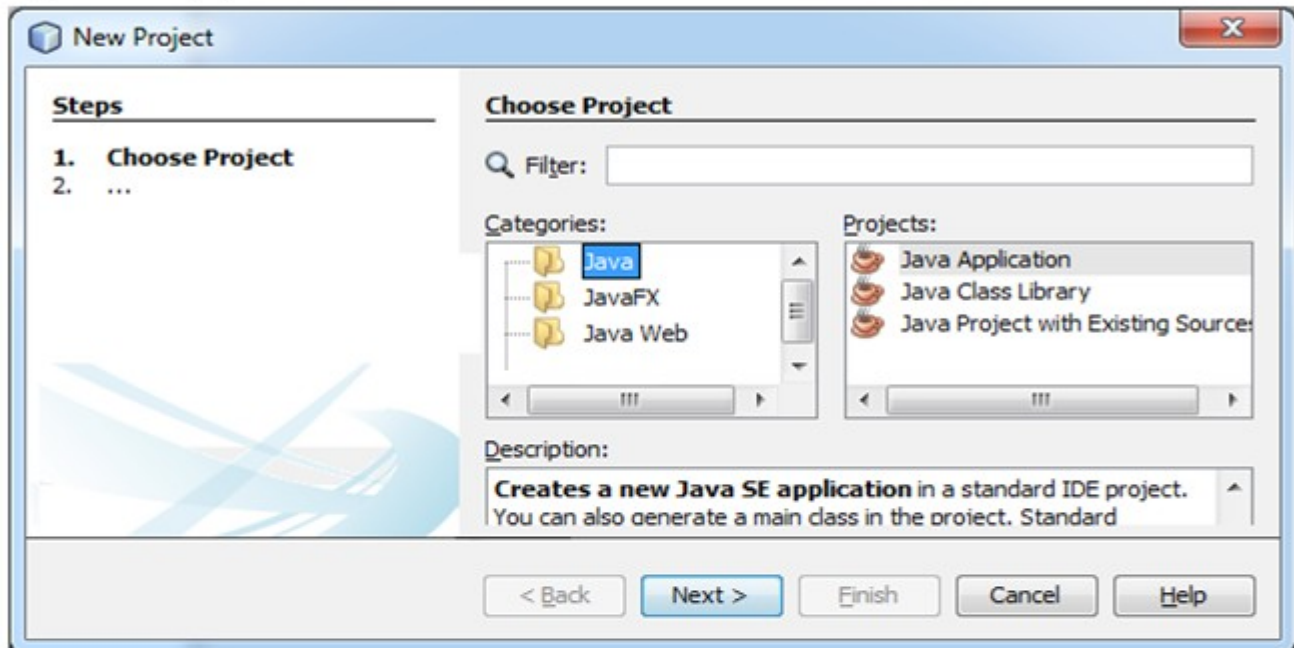 New Project
Steps
1. Choose Project
2. ...
Choose Project
Filter:
Categories:
Java
JavaFX
Java Web
Projects:
Java Application
Java Class Library
Java Project with Existing Sources
Description:
Creates a new Java SE application in a standard IDE project.
You can also generate a main class in the project. Standard
< Back
Next >
Finish
Cancel
Help